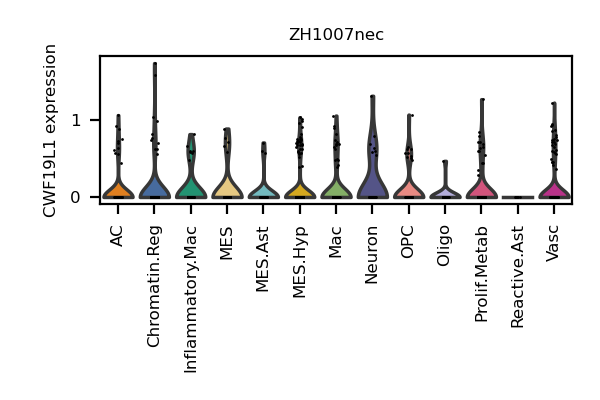 ZH1007nec
CWF19L1 expression
1
0
AC
Chromatin.Reg
Inflammatory.Mac
MES
MES.Ast
MES.Hyp
Mac
Neuron
OPC
Oligo
Prolif.Metab
Reactive.Ast
Vasc